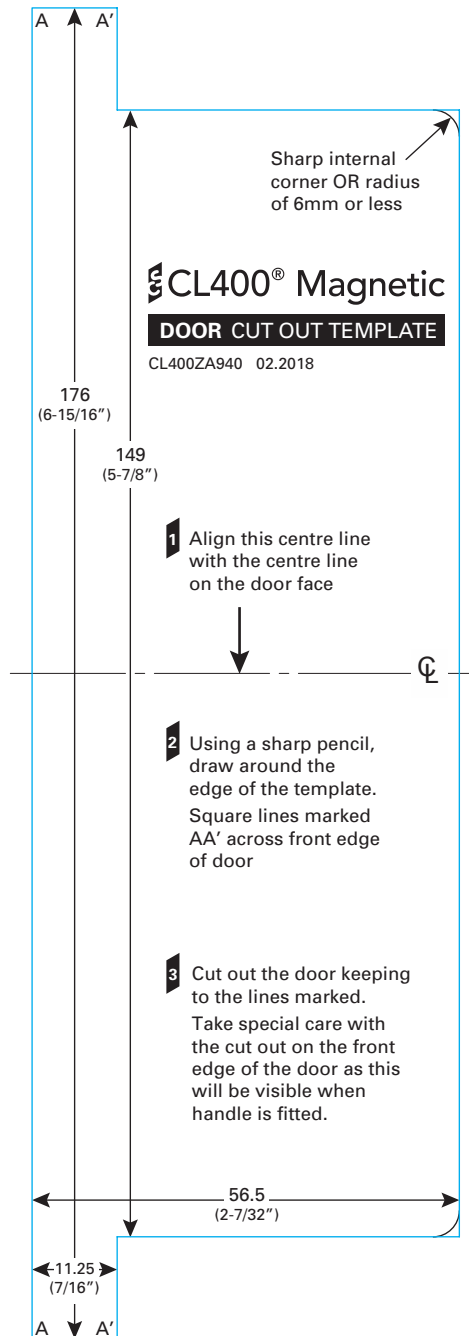 A A′
Sharp internal
corner OR radius
of 6mm or less
CL400® Magnetic
DOOR CUT OUT TEMPLATE
CL400ZA940 02.2018
176
(6-15/16″)
149
(5-7/8″)
1 Align this centre line
with the centre line
on the door face
℄
2 Using a sharp pencil,
draw around the
edge of the template.
Square lines marked
AA′ across front edge
of door
3 Cut out the door keeping
to the lines marked.
Take special care with
the cut out on the front
edge of the door as this
will be visible when
handle is fitted.
56.5
(2-7/32″)
11.25
(7/16″)
A A′